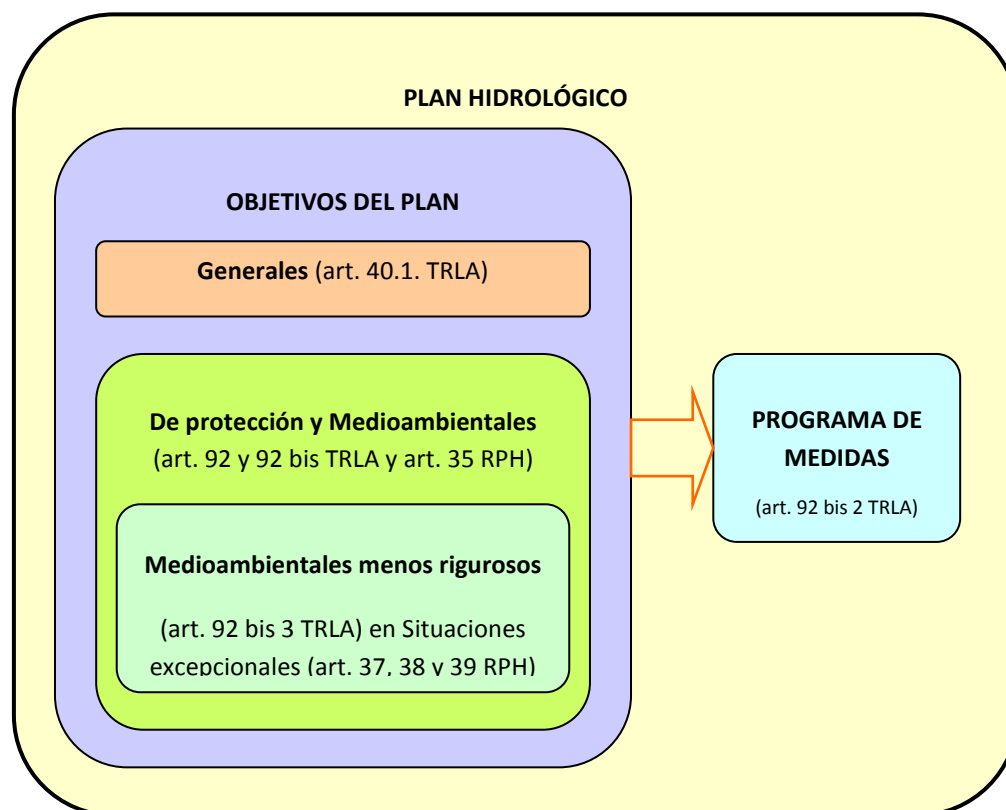 PLAN HIDROLÓGICO
OBJETIVOS DEL PLAN
Generales (art. 40.1. TRLA)
De protección y Medioambientales
(art. 92 y 92 bis TRLA y art. 35 RPH)
Medioambientales menos rigurosos
(art. 92 bis 3 TRLA) en Situaciones
excepcionales (art. 37, 38 y 39 RPH)
PROGRAMA DE
MEDIDAS
(art. 92 bis 2 TRLA)